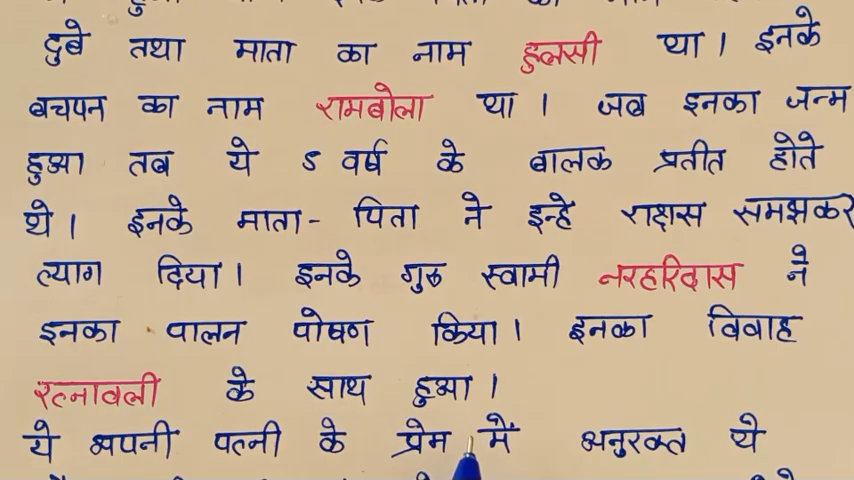 दुबे तथा माता का नाम हुलसी था। इनके
बचपन का नाम रामबोला था। जब इनका जन्म
हुआ तब ये 5 वर्ष के बालक प्रतीत होते
थे। इनके माता- पिता ने इन्हे राक्षस समझकर
त्याग दिया। इनके गुरु स्वामी नरहरिदास ने
इनका पालन पोषण किया। इनका विवाह
रत्नावली के साथ हुआ।
ये अपनी पत्नी के प्रेम में अनुरक्त थे